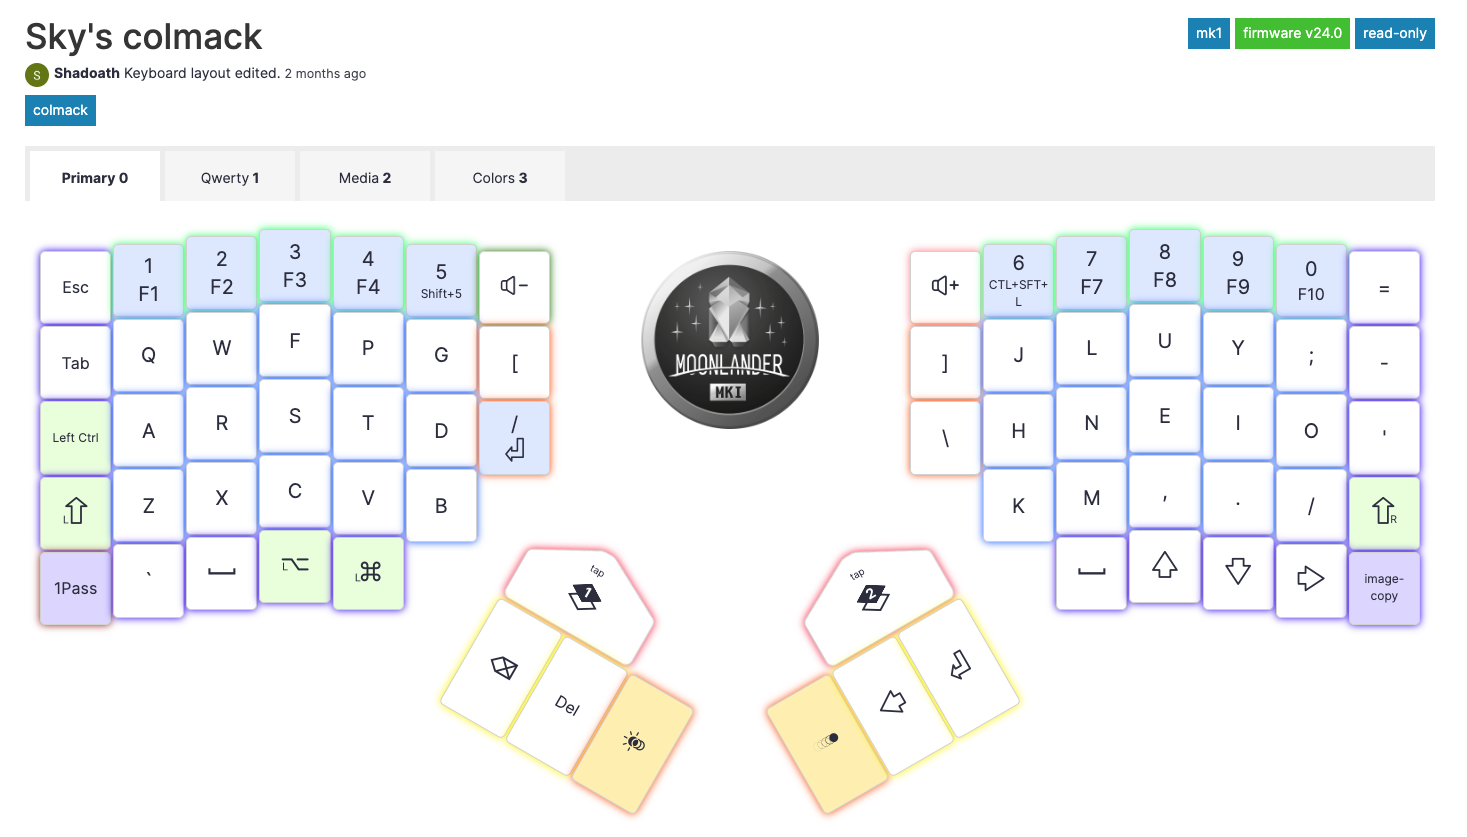 Sky's colmack
mk1 firmware v24.0 read-only
S Shadoath Keyboard layout edited. 2 months ago
colmack
Primary 0 Qwerty 1 Media 2 Colors 3
Esc
1
F1
2
F2
3
F3
4
F4
5
Shift+5
6
CTL+SFT+
L
7
F7
8
F8
9
F9
0
F10
=
Tab
Q
W
F
P
G
[
]
J
L
U
Y
;
-
Left Ctrl
A
R
S
T
D
/
\
H
N
E
I
O
'
L
Z
X
C
V
B
K
M
,
.
/
R
1Pass
`
L
L
image-
copy
MOONLANDER
MKI
tap
1
Del
tap
2